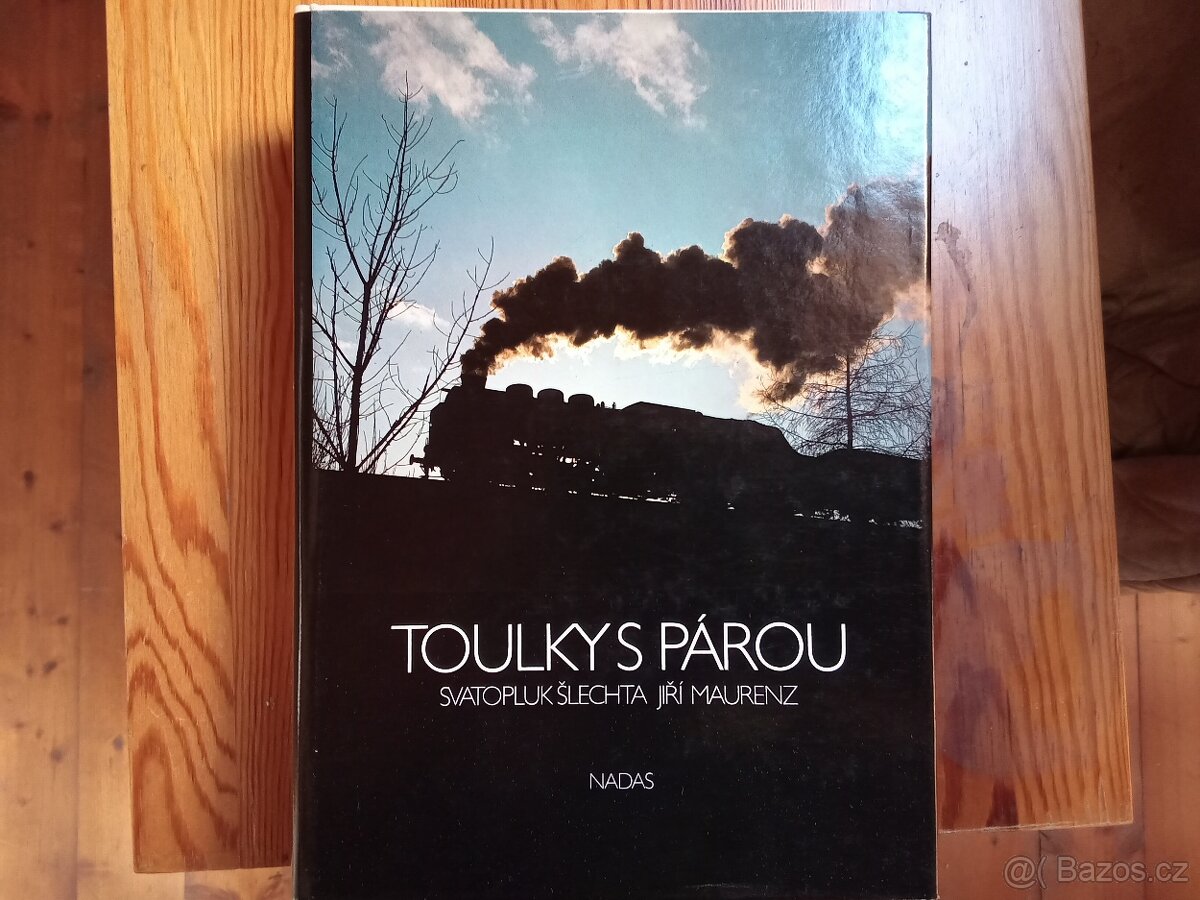 TOULKY S PÁROU
SVATOPLUK ŠLECHTA JIŘÍ MAURENZ
NADAS
@( Bazos.cz